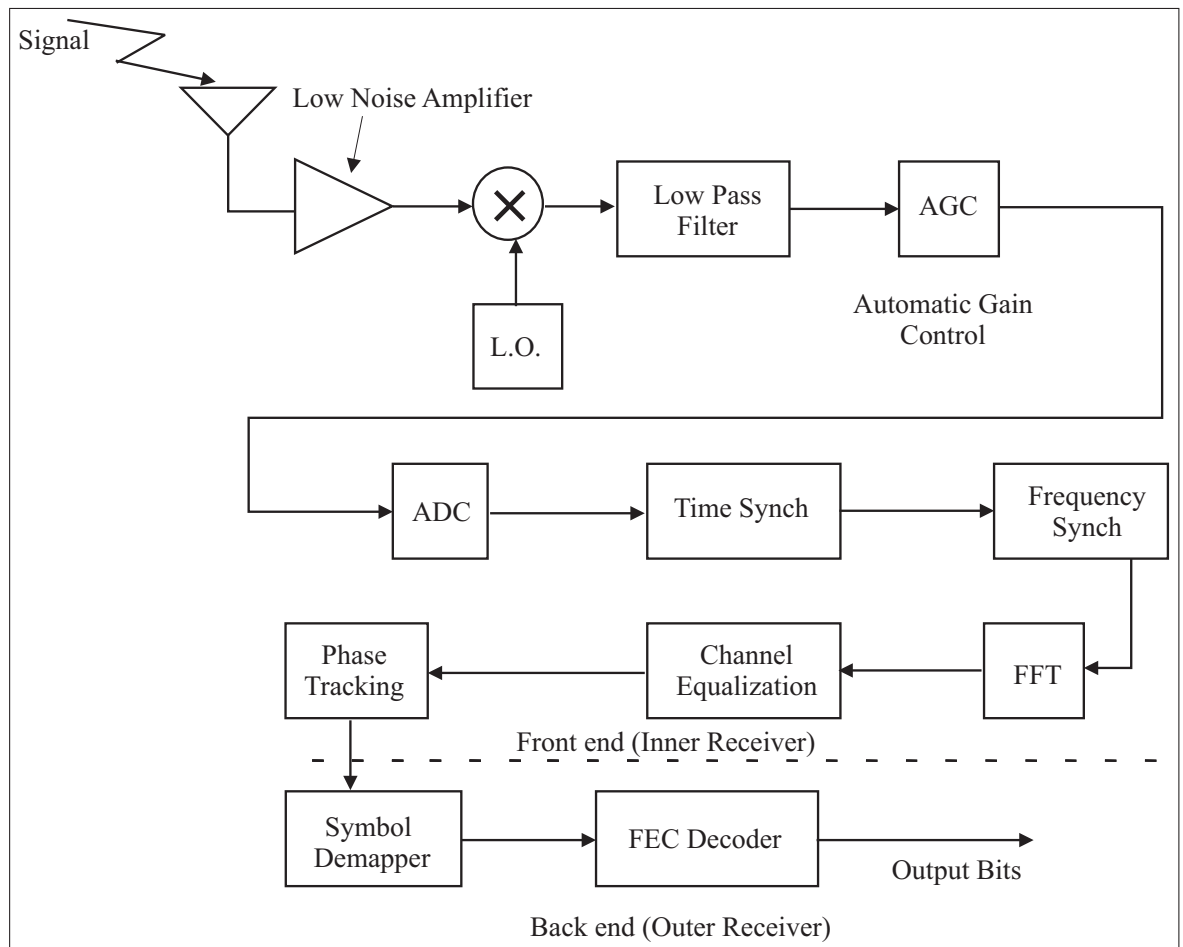 Signal
Low Noise Amplifier
Low Pass
Filter
AGC
Automatic Gain
Control
L.O.
ADC
Time Synch
Frequency
Synch
Phase
Tracking
Channel
Equalization
FFT
Front end (Inner Receiver)
Symbol
Demapper
FEC Decoder
Output Bits
Back end (Outer Receiver)